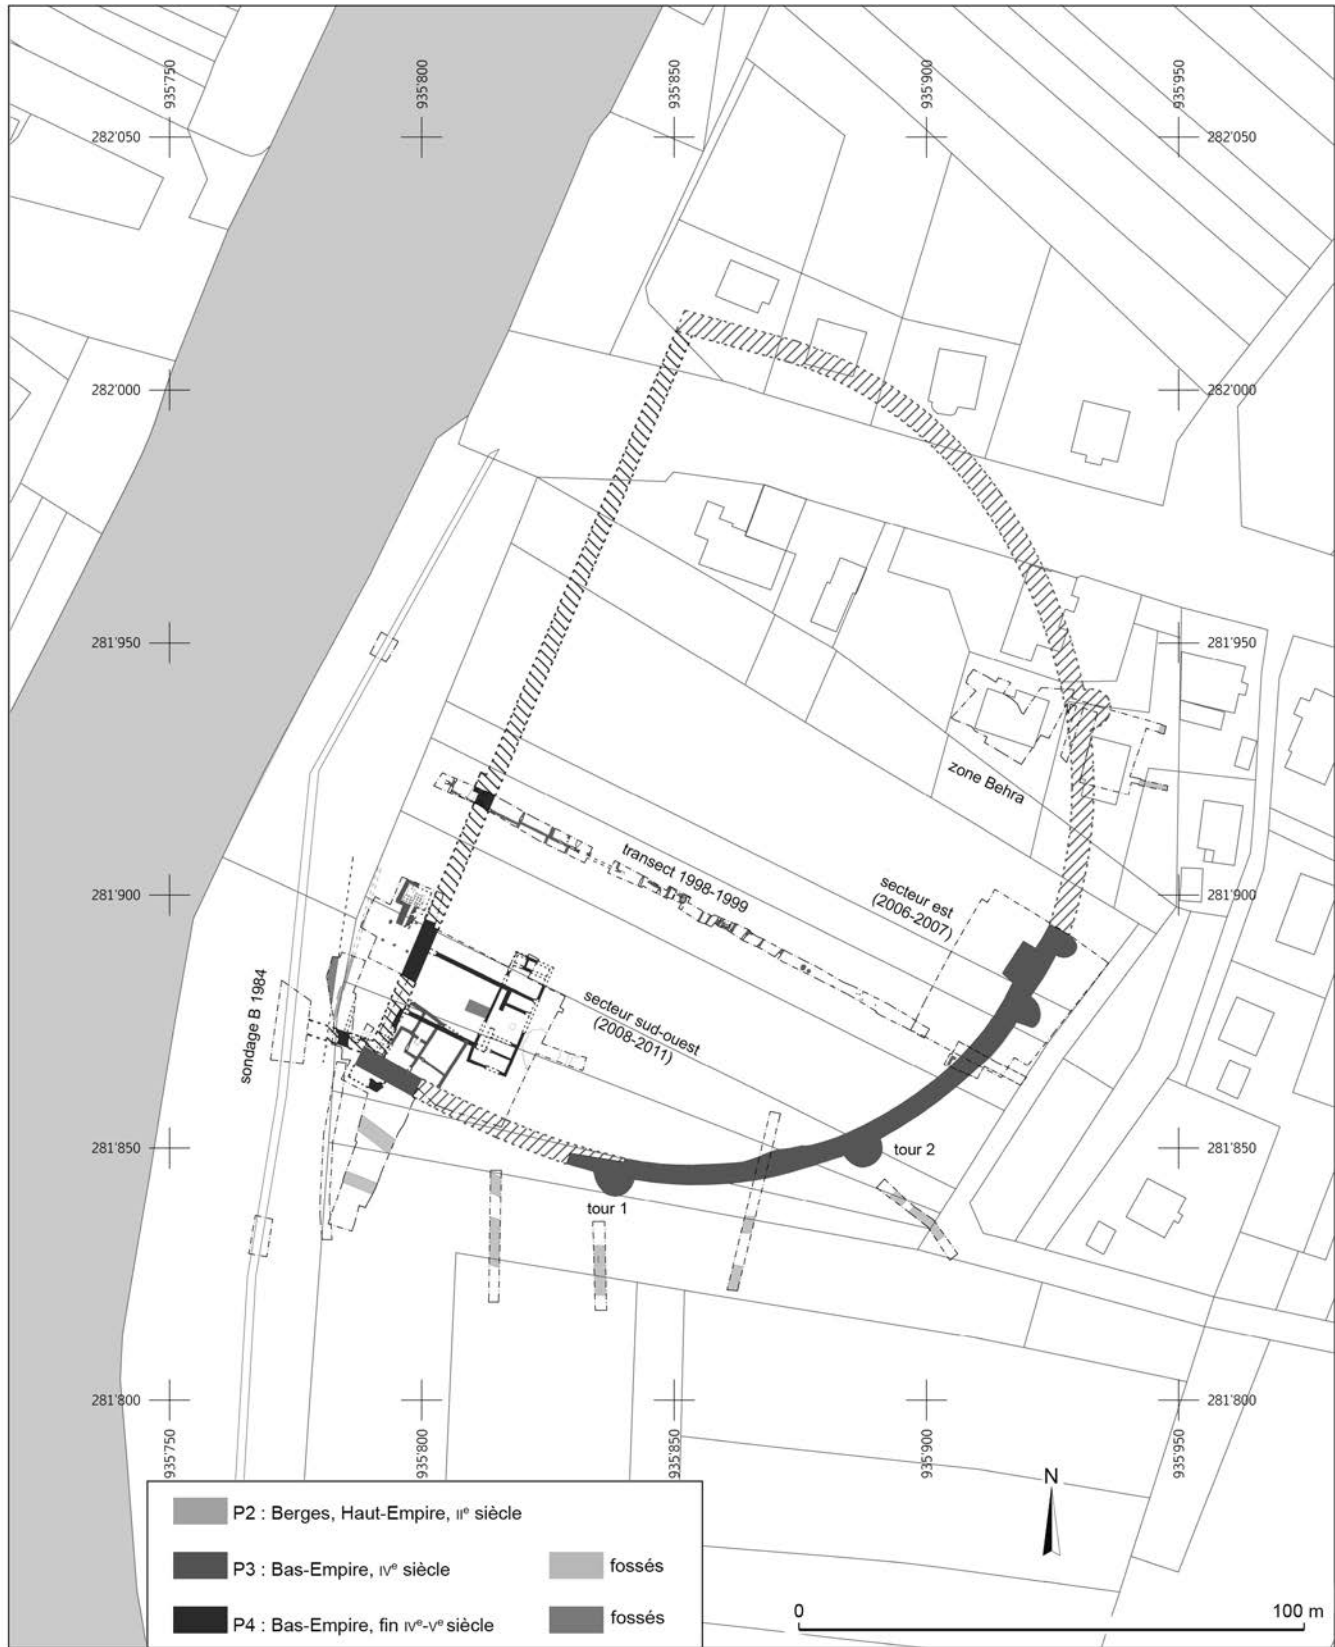 935'750
935'800
935'850
935'900
935'950
282'050
282'050
282'000
282'000
281'950
281'950
zone Behra
transect 1998-1999
secteur est
(2006-2007)
281'900
281'900
sondage B 1984
secteur sud-ouest
(2008-2011)
281'850
281'850
tour 2
tour 1
281'800
281'800
935'750
935'800
935'850
935'900
935'950
N
P2 : Berges, Haut-Empire, IIe siècle
P3 : Bas-Empire, IVe siècle
fossés
P4 : Bas-Empire, fin IVe-Ve siècle
fossés
0
100 m